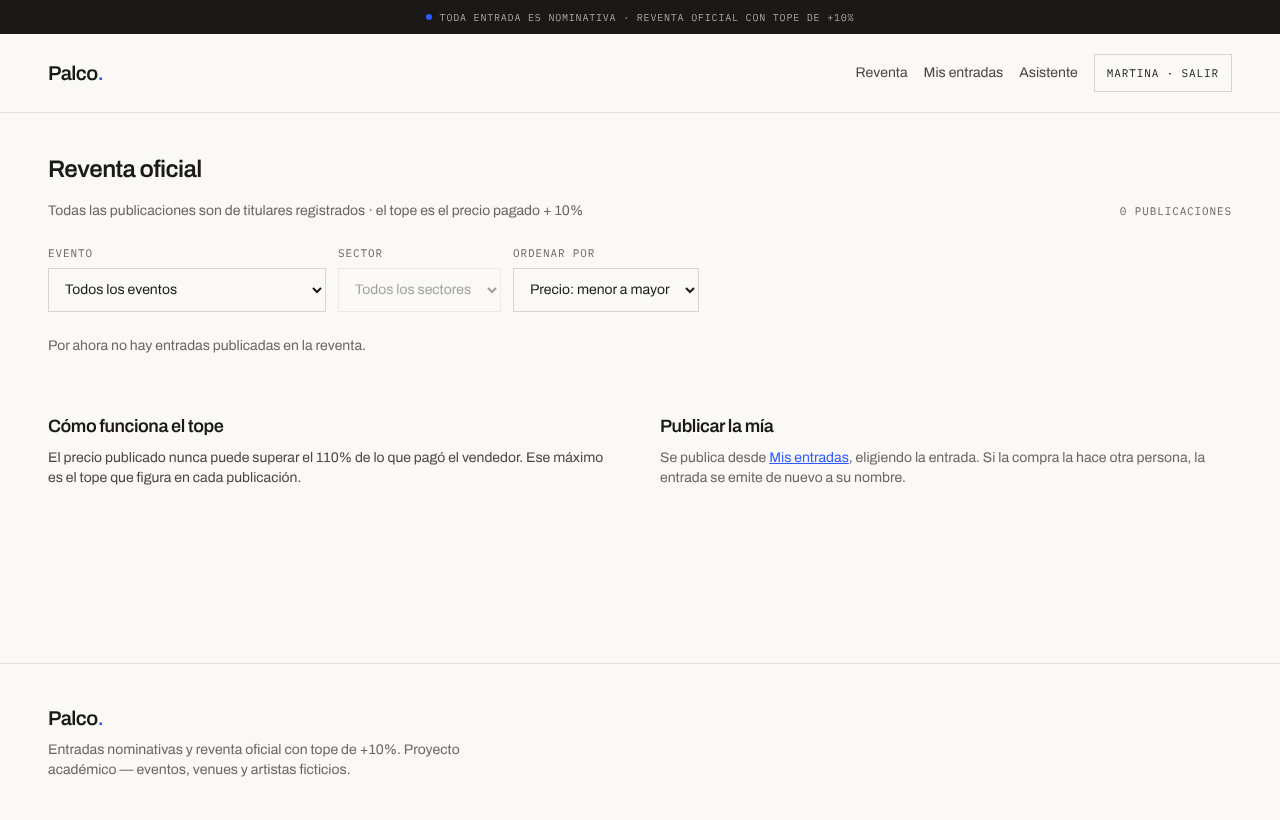 TODA ENTRADA ES NOMINATIVA · REVENTA OFICIAL CON TOPE DE +10%
Palco.
Reventa
Mis entradas
Asistente
MARTINA · SALIR
Reventa oficial
Todas las publicaciones son de titulares registrados · el tope es el precio pagado + 10%
0 PUBLICACIONES
EVENTO
SECTOR
ORDENAR POR
Todos los eventos
Todos los sectores
Precio: menor a mayor
Por ahora no hay entradas publicadas en la reventa.
Cómo funciona el tope
El precio publicado nunca puede superar el 110% de lo que pagó el vendedor. Ese máximo
es el tope que figura en cada publicación.
Publicar la mía
Se publica desde Mis entradas, eligiendo la entrada. Si la compra la hace otra persona, la
entrada se emite de nuevo a su nombre.
Palco.
Entradas nominativas y reventa oficial con tope de +10%. Proyecto
académico — eventos, venues y artistas ficticios.